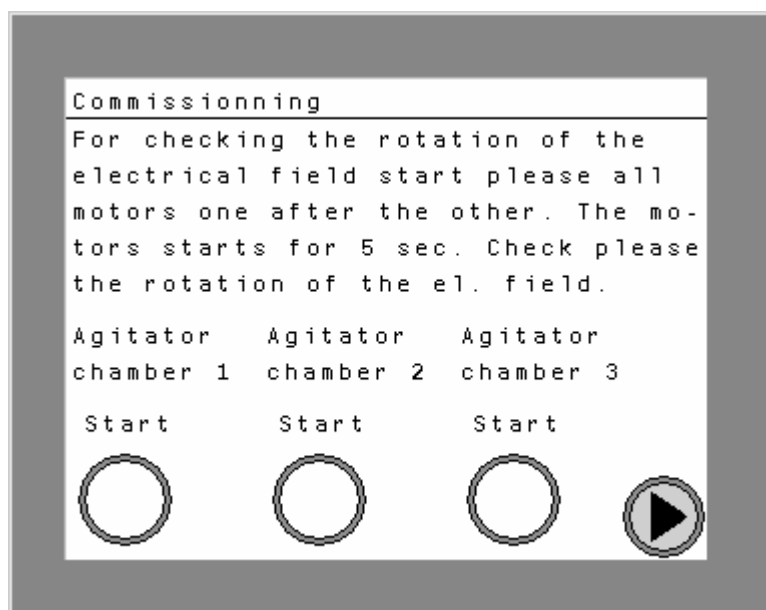 Commissionning
For checking the rotation of the
electrical field start please all
motors one after the other. The mo-
tors starts for 5 sec. Check please
the rotation of the el. field.
Agitator Agitator Agitator
chamber 1 chamber 2 chamber 3
Start Start Start